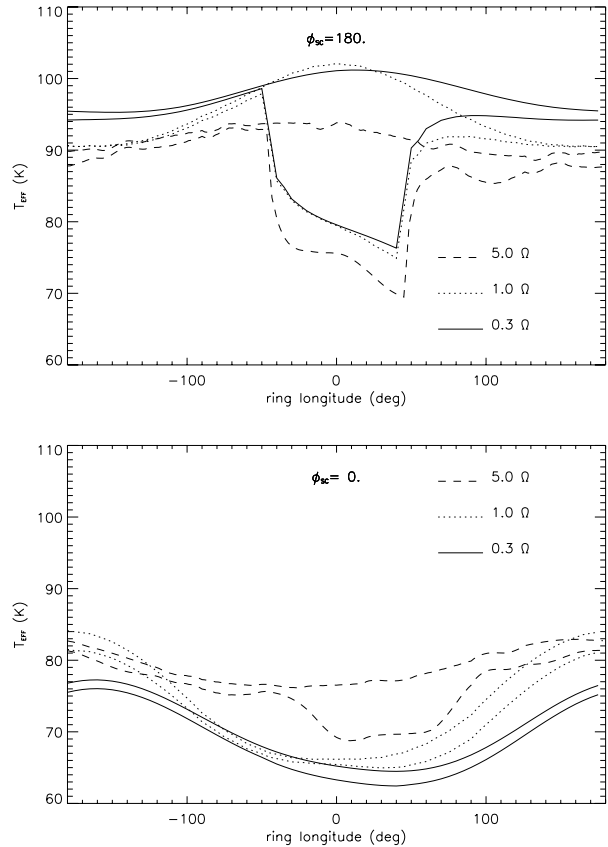 ϕsc=180.
110
100
90
80
70
60
TEFF (K)
5.0 Ω
1.0 Ω
0.3 Ω
-100 0 100
ring longitude (deg)
ϕsc= 0.
110
100
90
80
70
60
TEFF (K)
5.0 Ω
1.0 Ω
0.3 Ω
-100 0 100
ring longitude (deg)